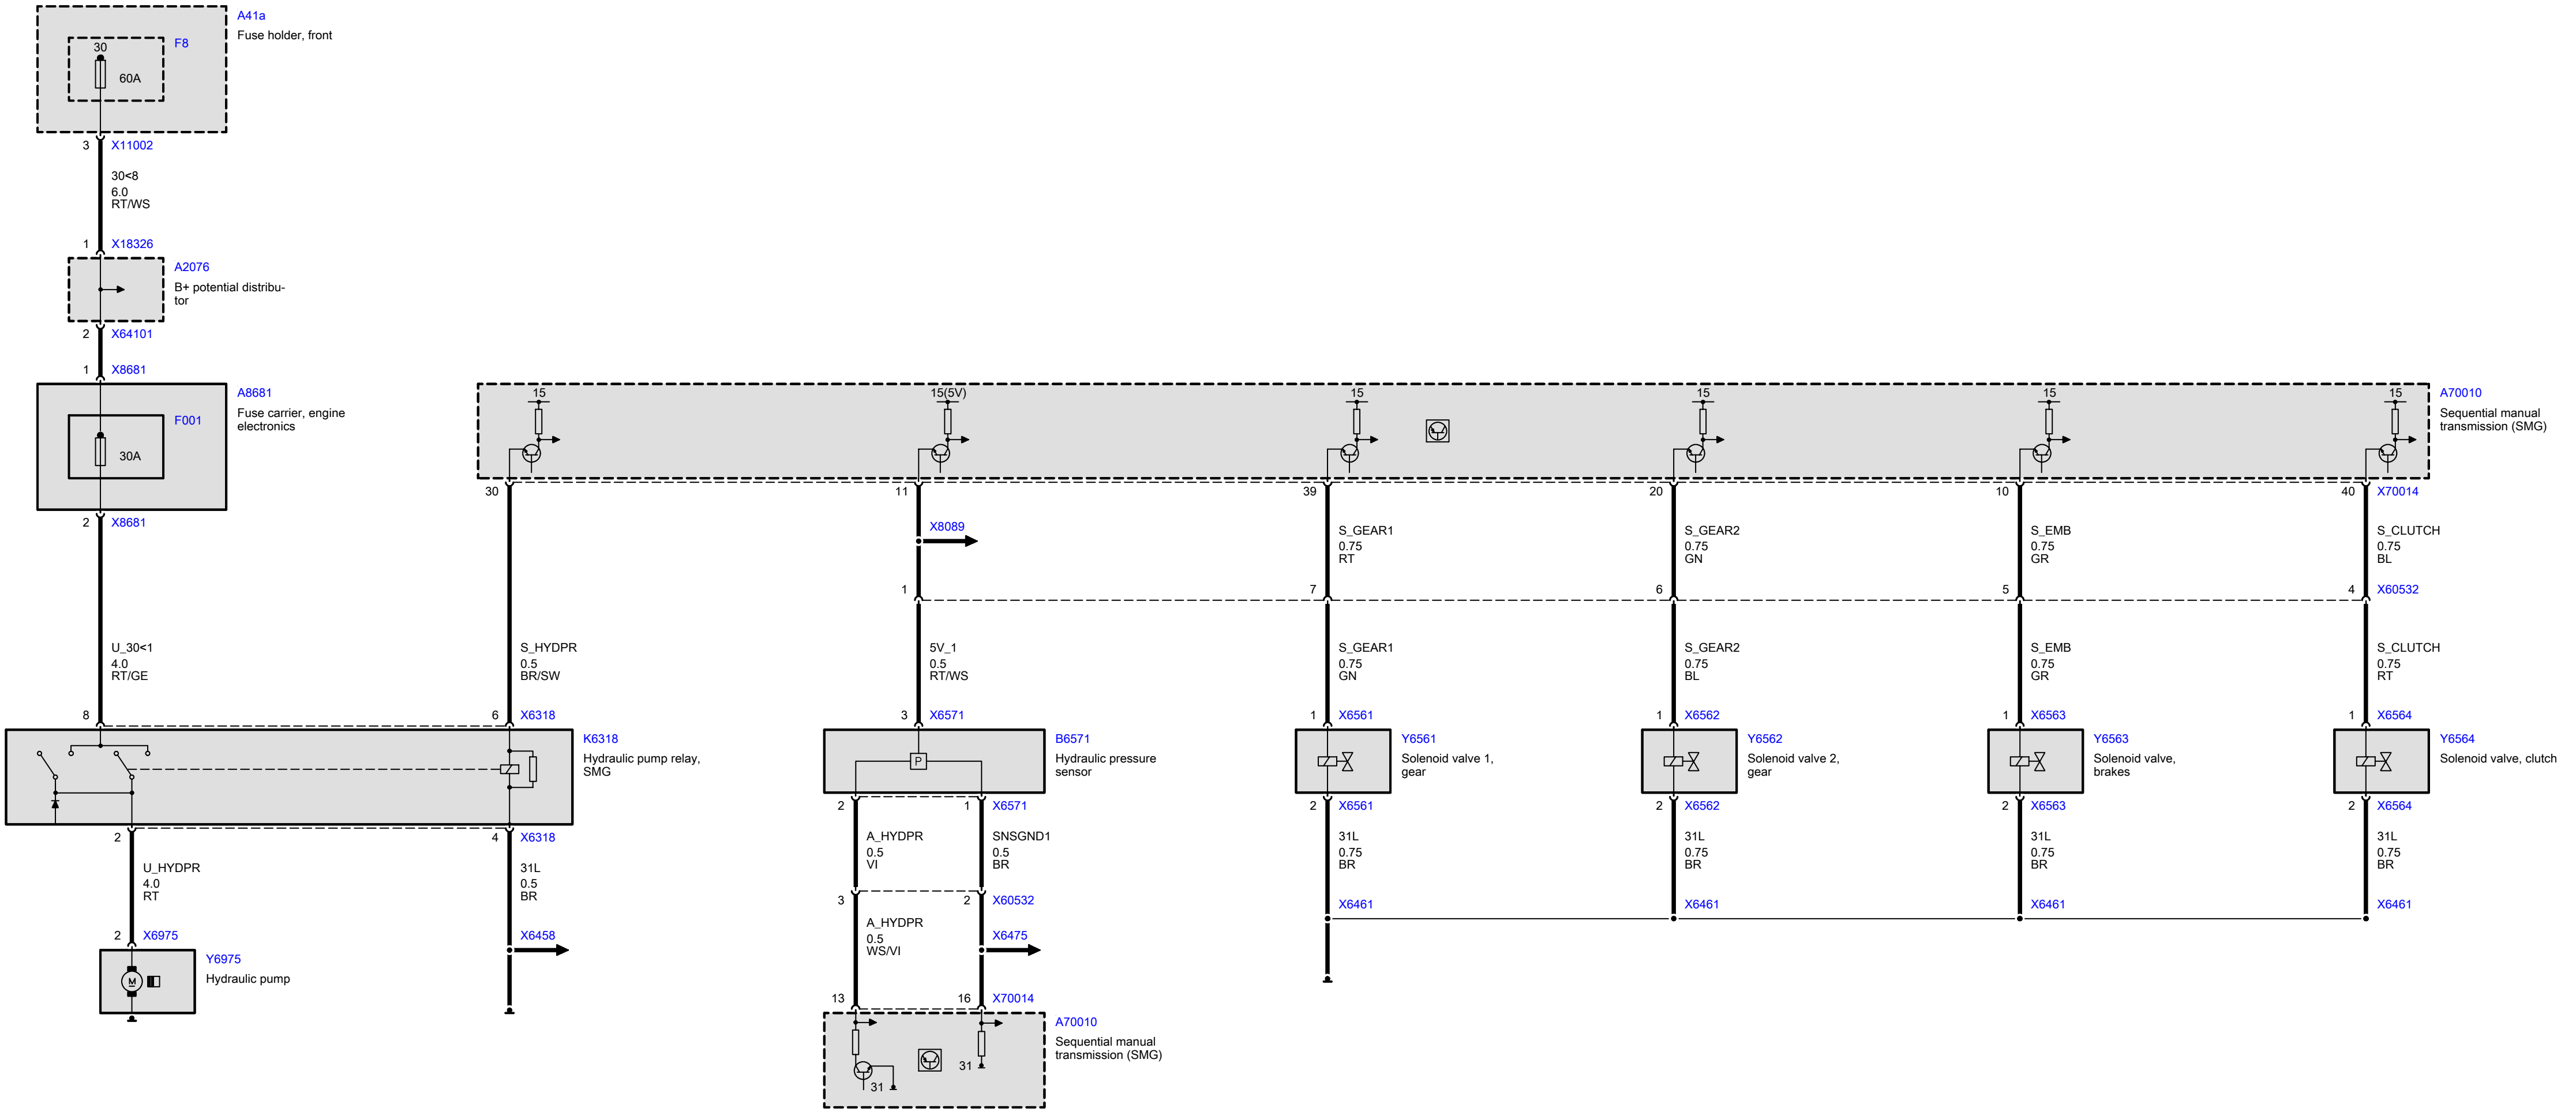 A41a
Fuse holder, front
F8
30
60A
3 X11002
30<8
6.0
RT/WS
1 X18326
A2076
B+ potential distribu-
tor
2 X64101
1 X8681
A8681
Fuse carrier, engine
electronics
F001
30A
2 X8681
U_30<1
4.0
RT/GE
8
15
15(5V)
15
15
15
15
A70010
Sequential manual
transmission (SMG)
30
11
39
20
10
40 X70014
X8089
S_GEAR1
0.75
RT
S_GEAR2
0.75
GN
S_EMB
0.75
GR
S_CLUTCH
0.75
BL
1
7
6
5
4 X60532
S_HYDPR
0.5
BR/SW
5V_1
0.5
RT/WS
S_GEAR1
0.75
GN
S_GEAR2
0.75
BL
S_EMB
0.75
GR
S_CLUTCH
0.75
RT
6 X6318
3 X6571
1 X6561
1 X6562
1 X6563
1 X6564
K6318
Hydraulic pump relay,
SMG
P
B6571
Hydraulic pressure
sensor
Y6561
Solenoid valve 1,
gear
Y6562
Solenoid valve 2,
gear
Y6563
Solenoid valve,
brakes
Y6564
Solenoid valve, clutch
2
4 X6318
2
1 X6571
2 X6561
2 X6562
2 X6563
2 X6564
U_HYDPR
4.0
RT
31L
0.5
BR
A_HYDPR
0.5
VI
SNSGND1
0.5
BR
31L
0.75
BR
31L
0.75
BR
31L
0.75
BR
31L
0.75
BR
3
2 X60532
X6461
X6461
X6461
X6461
A_HYDPR
0.5
WS/VI
2 X6975
X6458
X6475
M
Y6975
Hydraulic pump
13
16 X70014
A70010
Sequential manual
transmission (SMG)
31
31